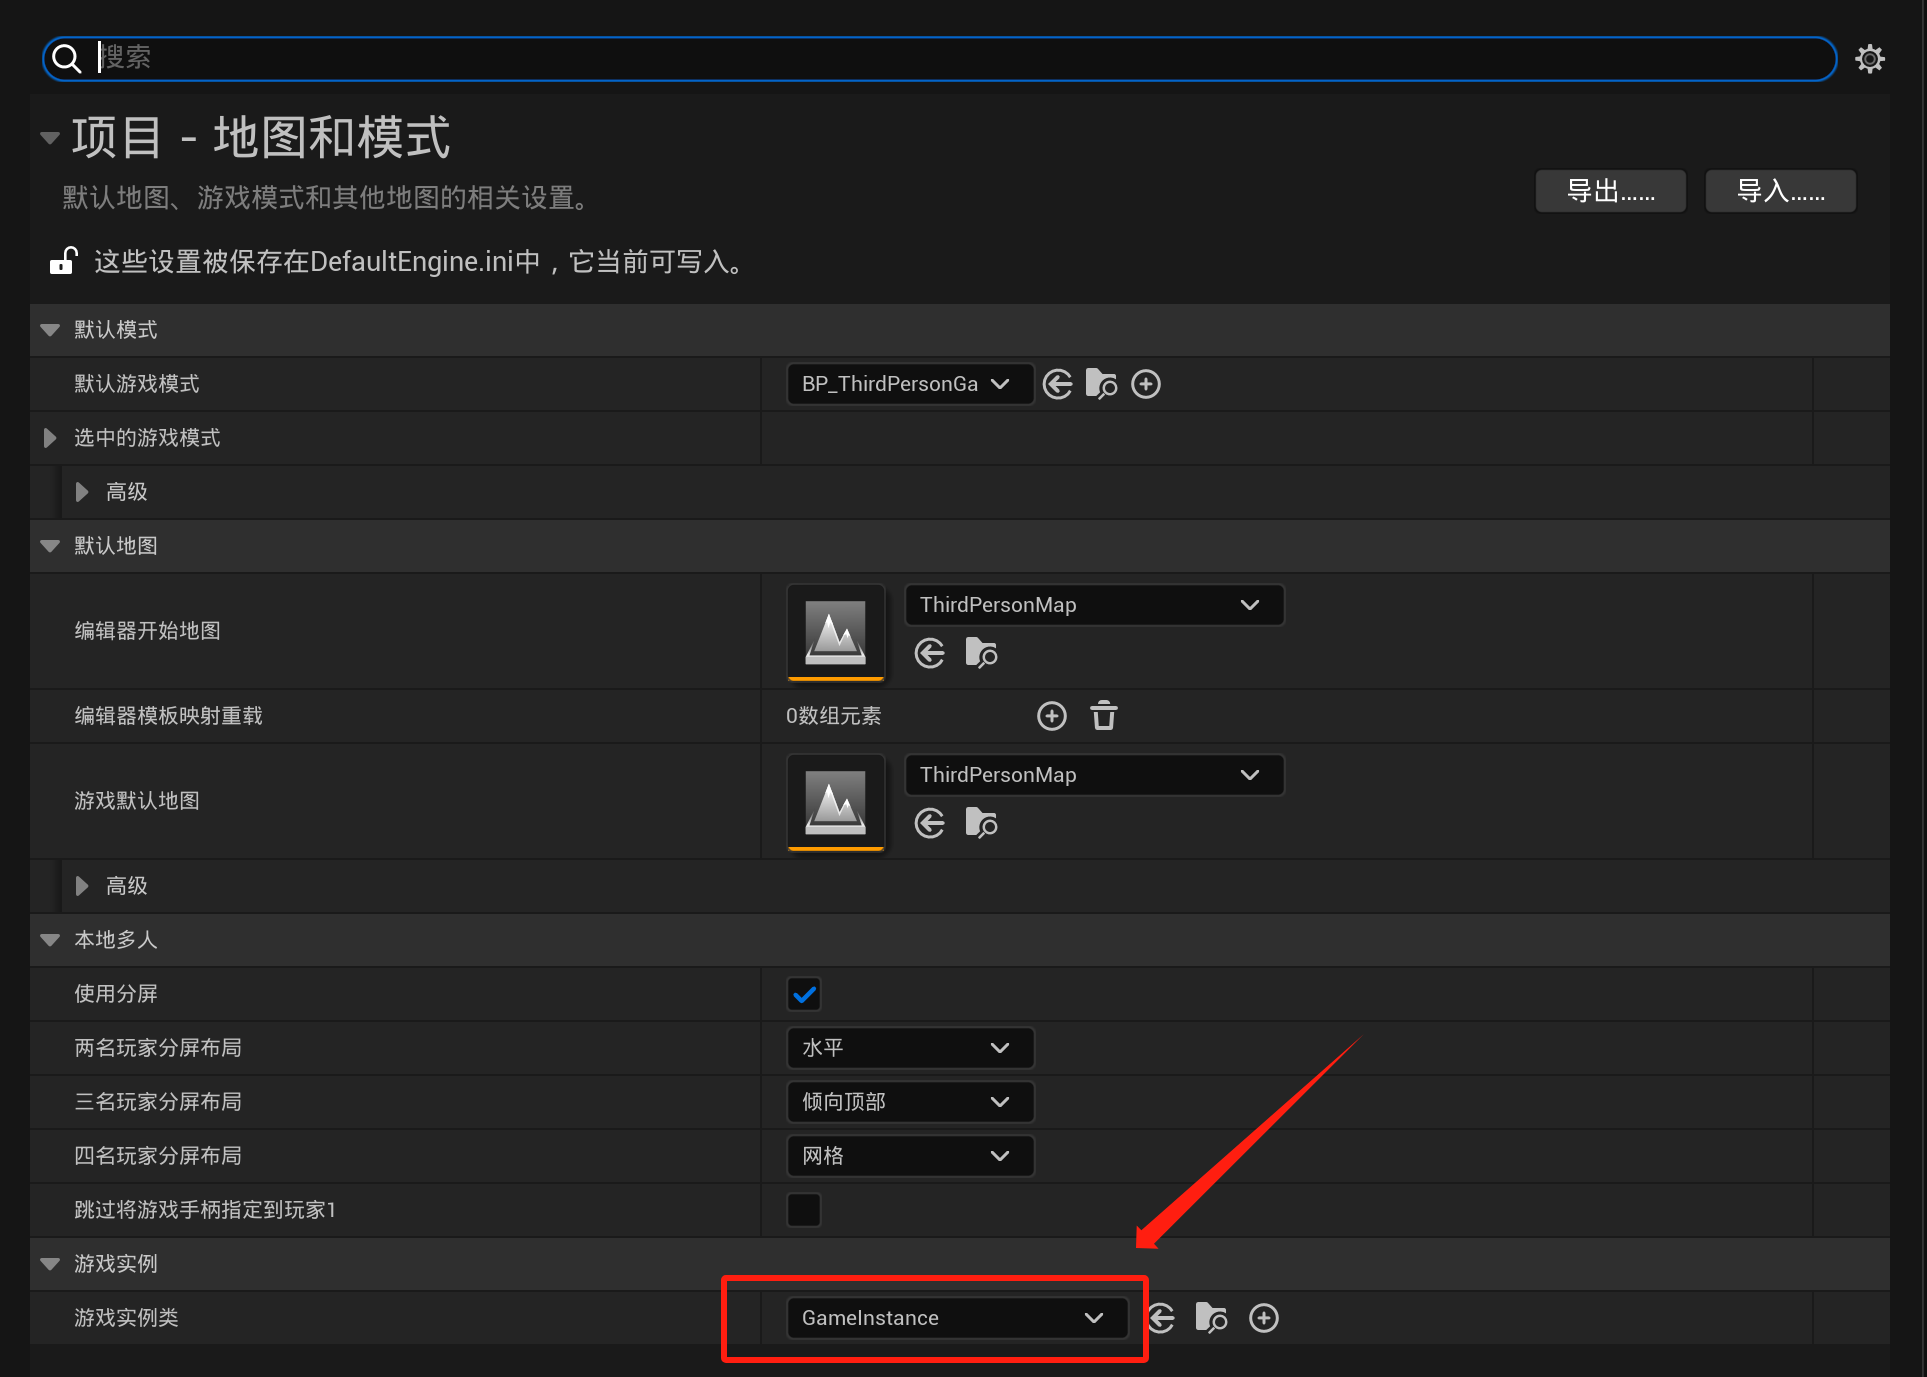 搜索
项目 - 地图和模式
默认地图、游戏模式和其他地图的相关设置。
导出...... 导入......
这些设置被保存在DefaultEngine.ini中，它当前可写入。
默认模式
默认游戏模式 BP_ThirdPersonGa
选中的游戏模式
高级
默认地图
编辑器开始地图 ThirdPersonMap
编辑器模板映射重载 0数组元素
游戏默认地图 ThirdPersonMap
高级
本地多人
使用分屏
两名玩家分屏布局 水平
三名玩家分屏布局 倾向顶部
四名玩家分屏布局 网格
跳过将游戏手柄指定到玩家1
游戏实例
游戏实例类 GameInstance